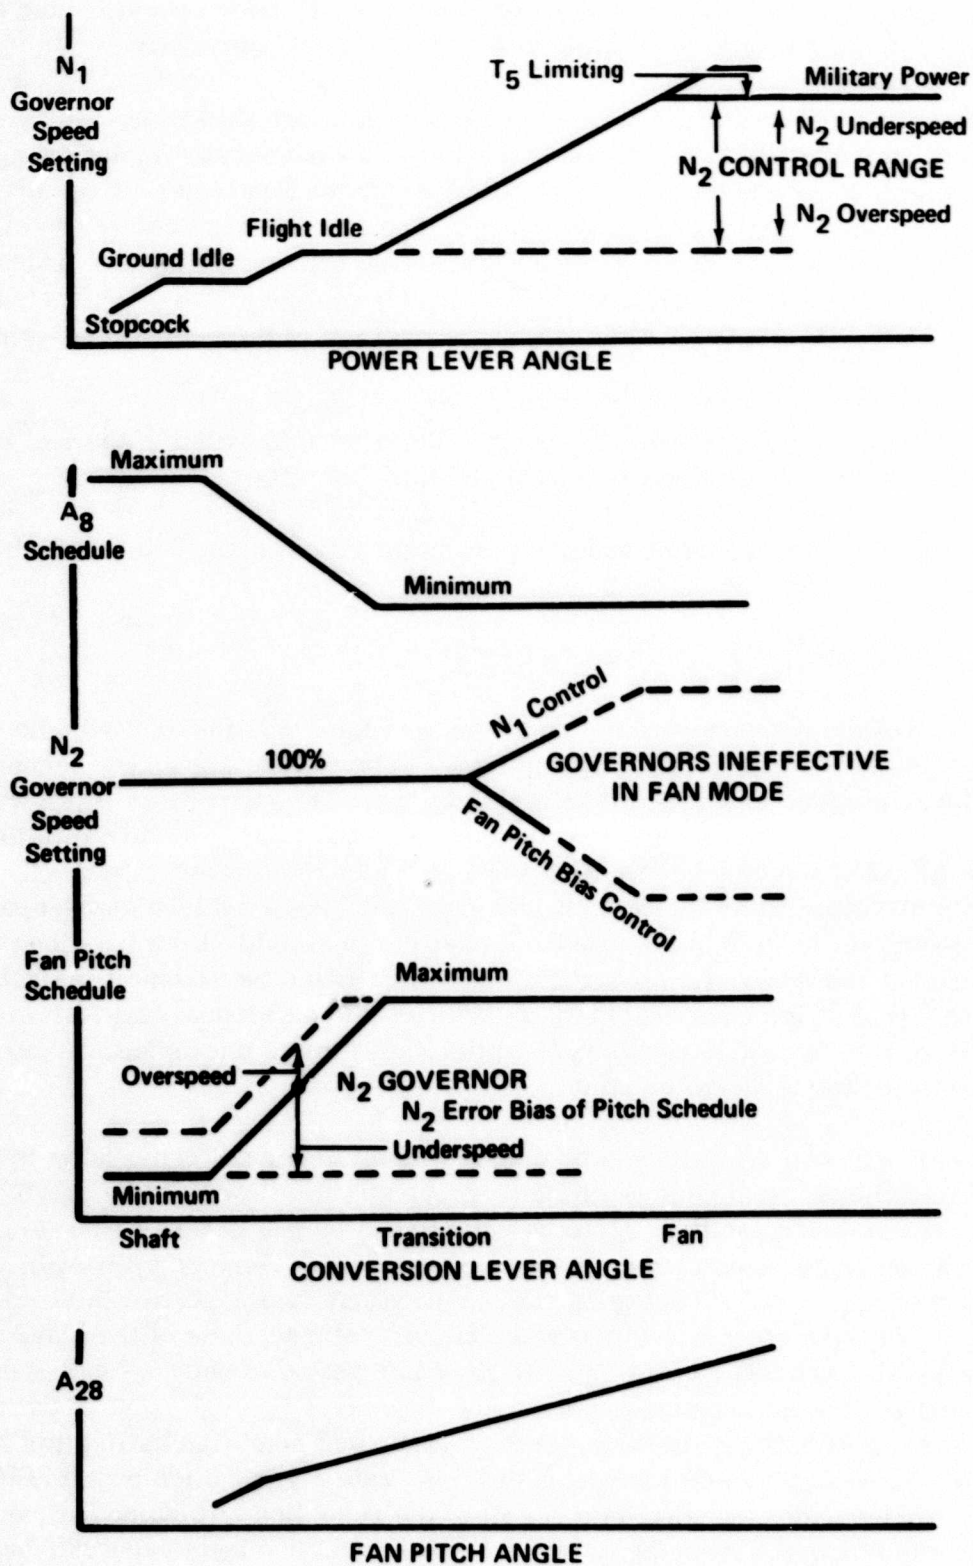 N1
Governor
Speed
Setting
T5 Limiting
Military Power
N2 Underspeed
N2 CONTROL RANGE
N2 Overspeed
Flight Idle
Ground Idle
Stopcock
POWER LEVER ANGLE
Maximum
A8
Schedule
Minimum
N2
Governor
Speed
Setting
100%
N1 Control
GOVERNORS INEFFECTIVE
IN FAN MODE
Fan Pitch Bias Control
Fan Pitch
Schedule
Maximum
Overspeed
N2 GOVERNOR
N2 Error Bias of Pitch Schedule
Underspeed
Minimum
Shaft
Transition
Fan
CONVERSION LEVER ANGLE
A28
FAN PITCH ANGLE